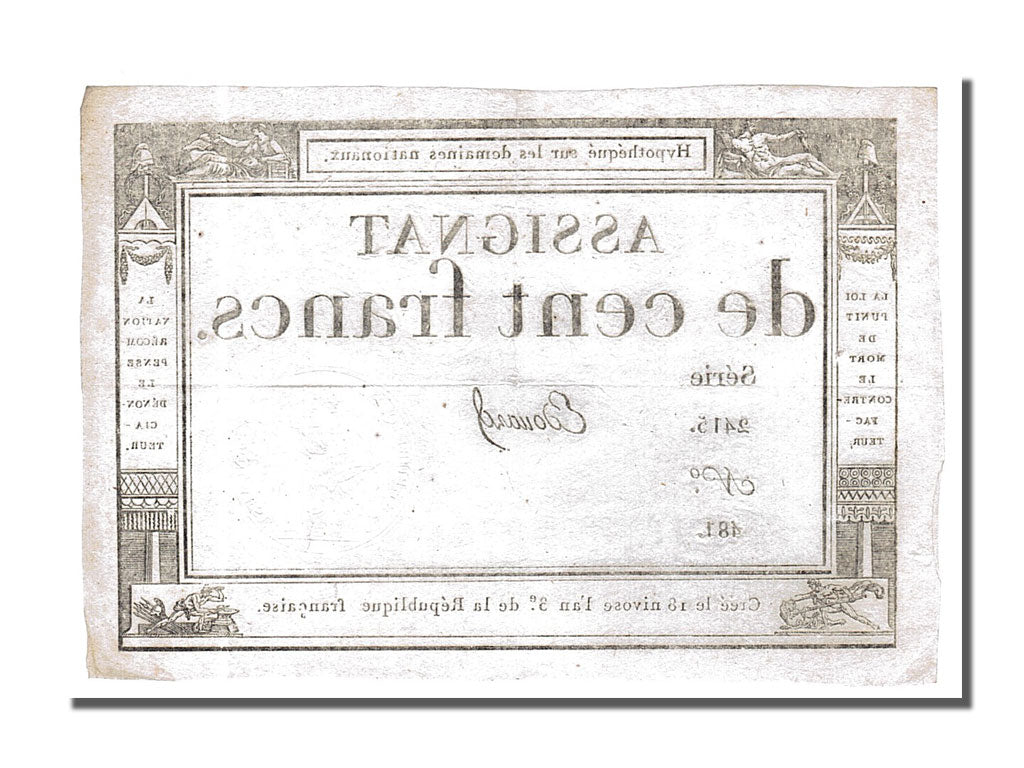 Hypothéqué sur les domaines nationaux.
ASSIGNAT
de cent francs.
Série
2415.
Nº.
481.
LA LOI
PUNIT
DE
MORT
LE
CONTRE-
FAC-
TEUR,
LA
NATION
RÉCOM
PENSE
LE
DÉNON-
CIA-
TEUR.
Créé le 18 nivose l'an 3e. de la République française.